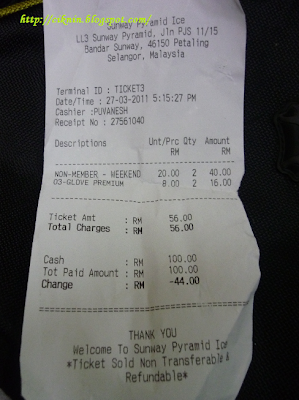 http://cikmin.blogspot.com/
Sunway Pyramid Ice
LL3 Sunway Pyramid, Jln PJS 11/15
Bandar Sunway, 46150 Petaling
Selangor, Malaysia
Terminal ID : TICKET3
Date/Time : 27-03-2011 5:15:27 PM
Cashier :PUVANESH
Receipt No : 27561040
Descriptions Unt/Prc Qty Amount
RM RM
NON-MEMBER - WEEKEND 20.00 2 40.00
03-GLOVE PREMIUM 8.00 2 16.00
Ticket Amt : RM 56.00
Total Charges : RM 56.00
Cash : RM 100.00
Tot Paid Amount : RM 100.00
Change : RM -44.00
THANK YOU
Welcome To Sunway Pyramid Ice
*Ticket Sold Non Transferable &
Refundable*